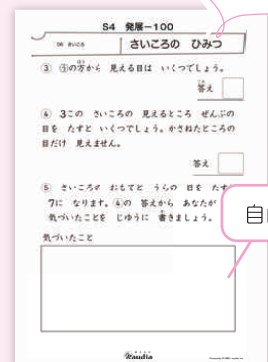 S4 発展-100
S4 さいころ
さいころの ひみつ
③ ㋒の方から 見える目は いくつでしょう。
答え
④ 3この さいころの 見えるところ ぜんぶの
目を たすと いくつでしょう。かさねたところの
目だけ 見えません。
答え
⑤ さいころの おもてと うらの 目を たす
7に なります。④の 答えから あなたが
気づいたことを じゆうに 書きましょう。
気づいたこと
自